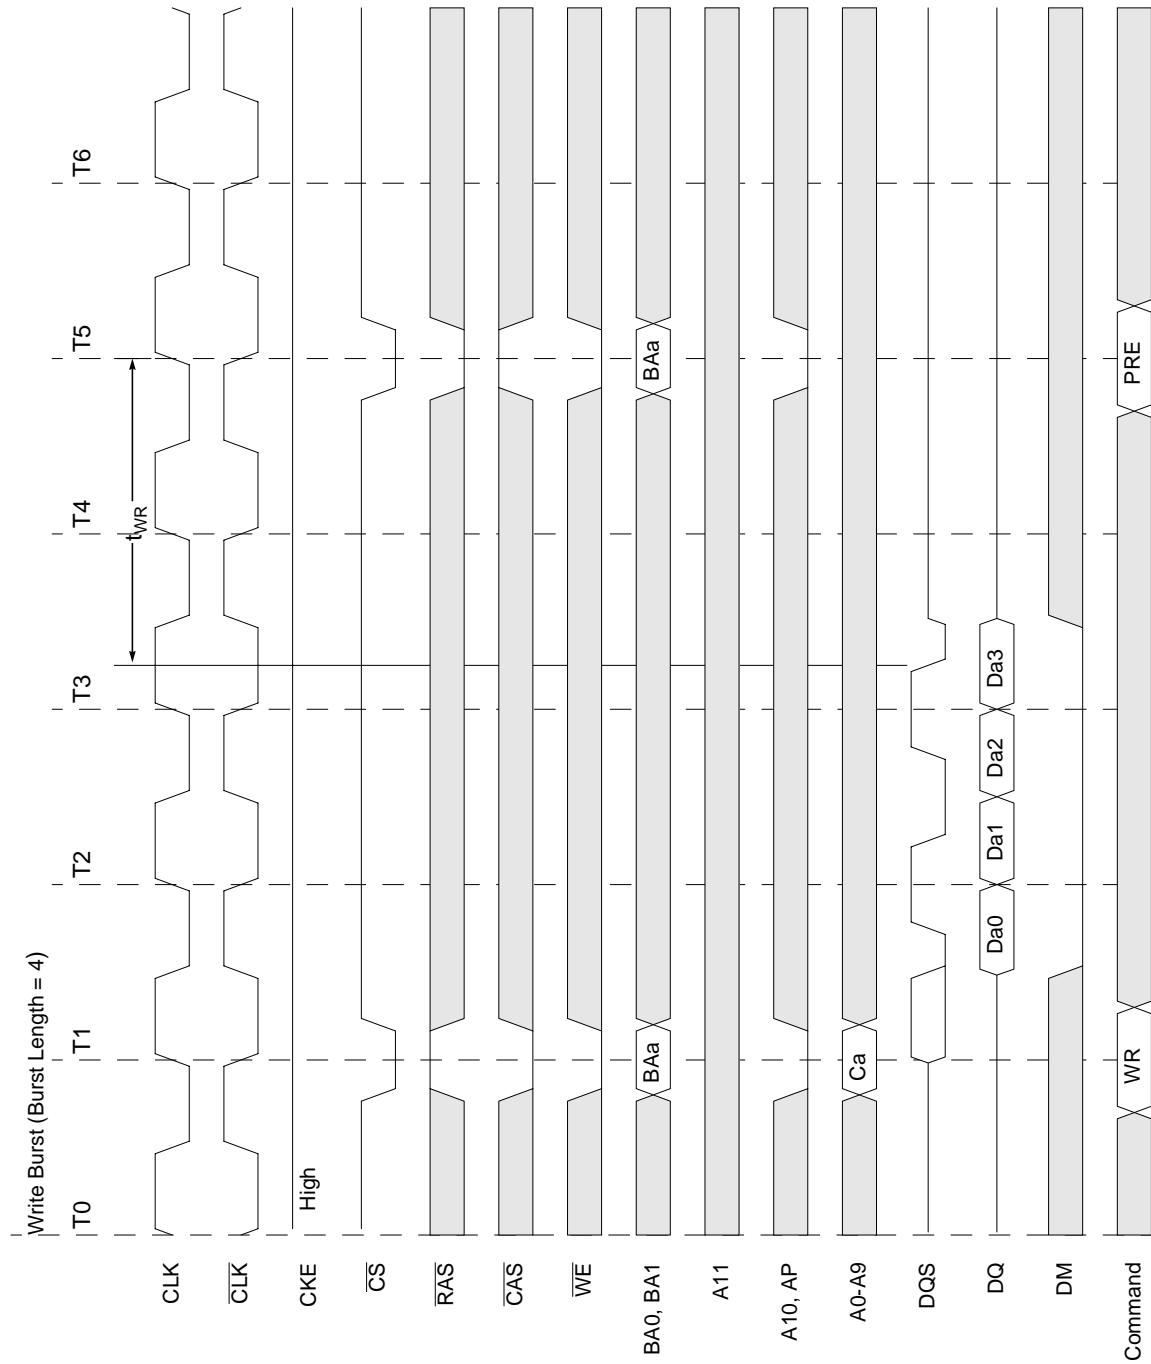 Write Burst (Burst Length = 4)
T0 T1 T2 T3 T4 T5 T6
tWR
CLK
CLK
CKE High
CS
RAS
CAS
WE
BA0, BA1 BAa BAa
A11
A10, AP
A0-A9 Ca
DQS
DQ Da0 Da1 Da2 Da3
DM
Command WR PRE